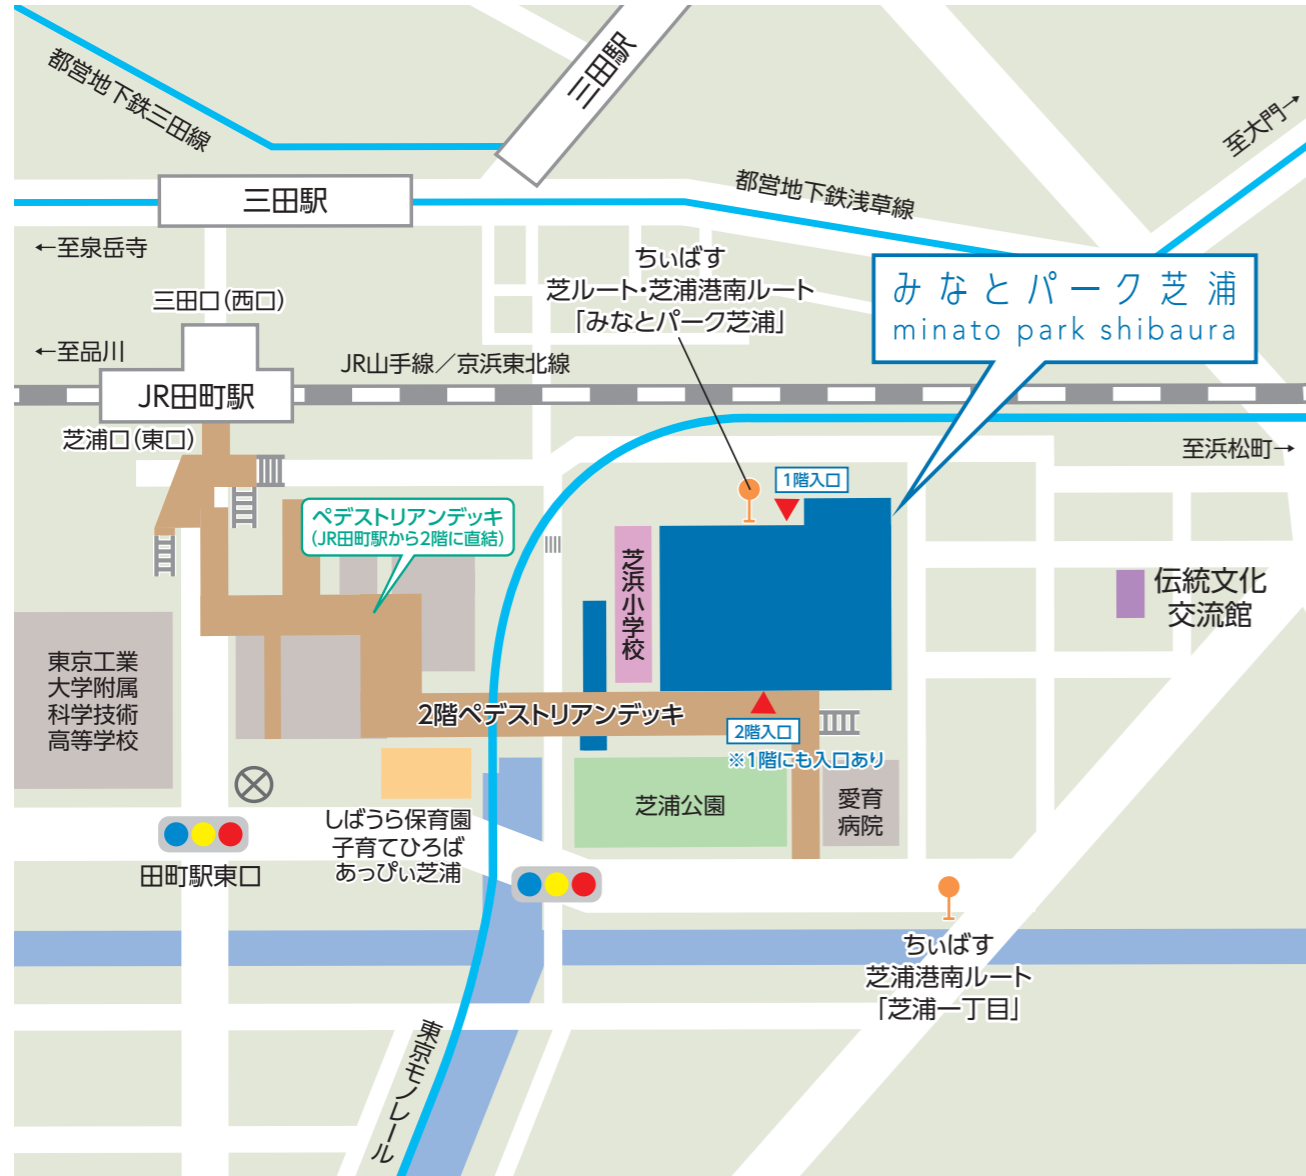 都営地下鉄三田線
三田駅
至大門→
三田駅
都営地下鉄浅草線
←至泉岳寺
ちぃばす
芝ルート・芝浦港南ルート
「みなとパーク芝浦」
みなとパーク芝浦
minato park shibaura
三田口（西口）
←至品川
JR山手線／京浜東北線
JR田町駅
芝浦口（東口）
至浜松町→
1階入口
ペデストリアンデッキ
（JR田町駅から2階に直結）
芝浜小学校
伝統文化
交流館
東京工業
大学附属
科学技術
高等学校
2階ペデストリアンデッキ
2階入口
※1階にも入口あり
芝浦公園
愛育
病院
しばうら保育園
子育てひろば
あっぴぃ芝浦
田町駅東口
ちぃばす
芝浦港南ルート
「芝浦一丁目」
東京モノレール